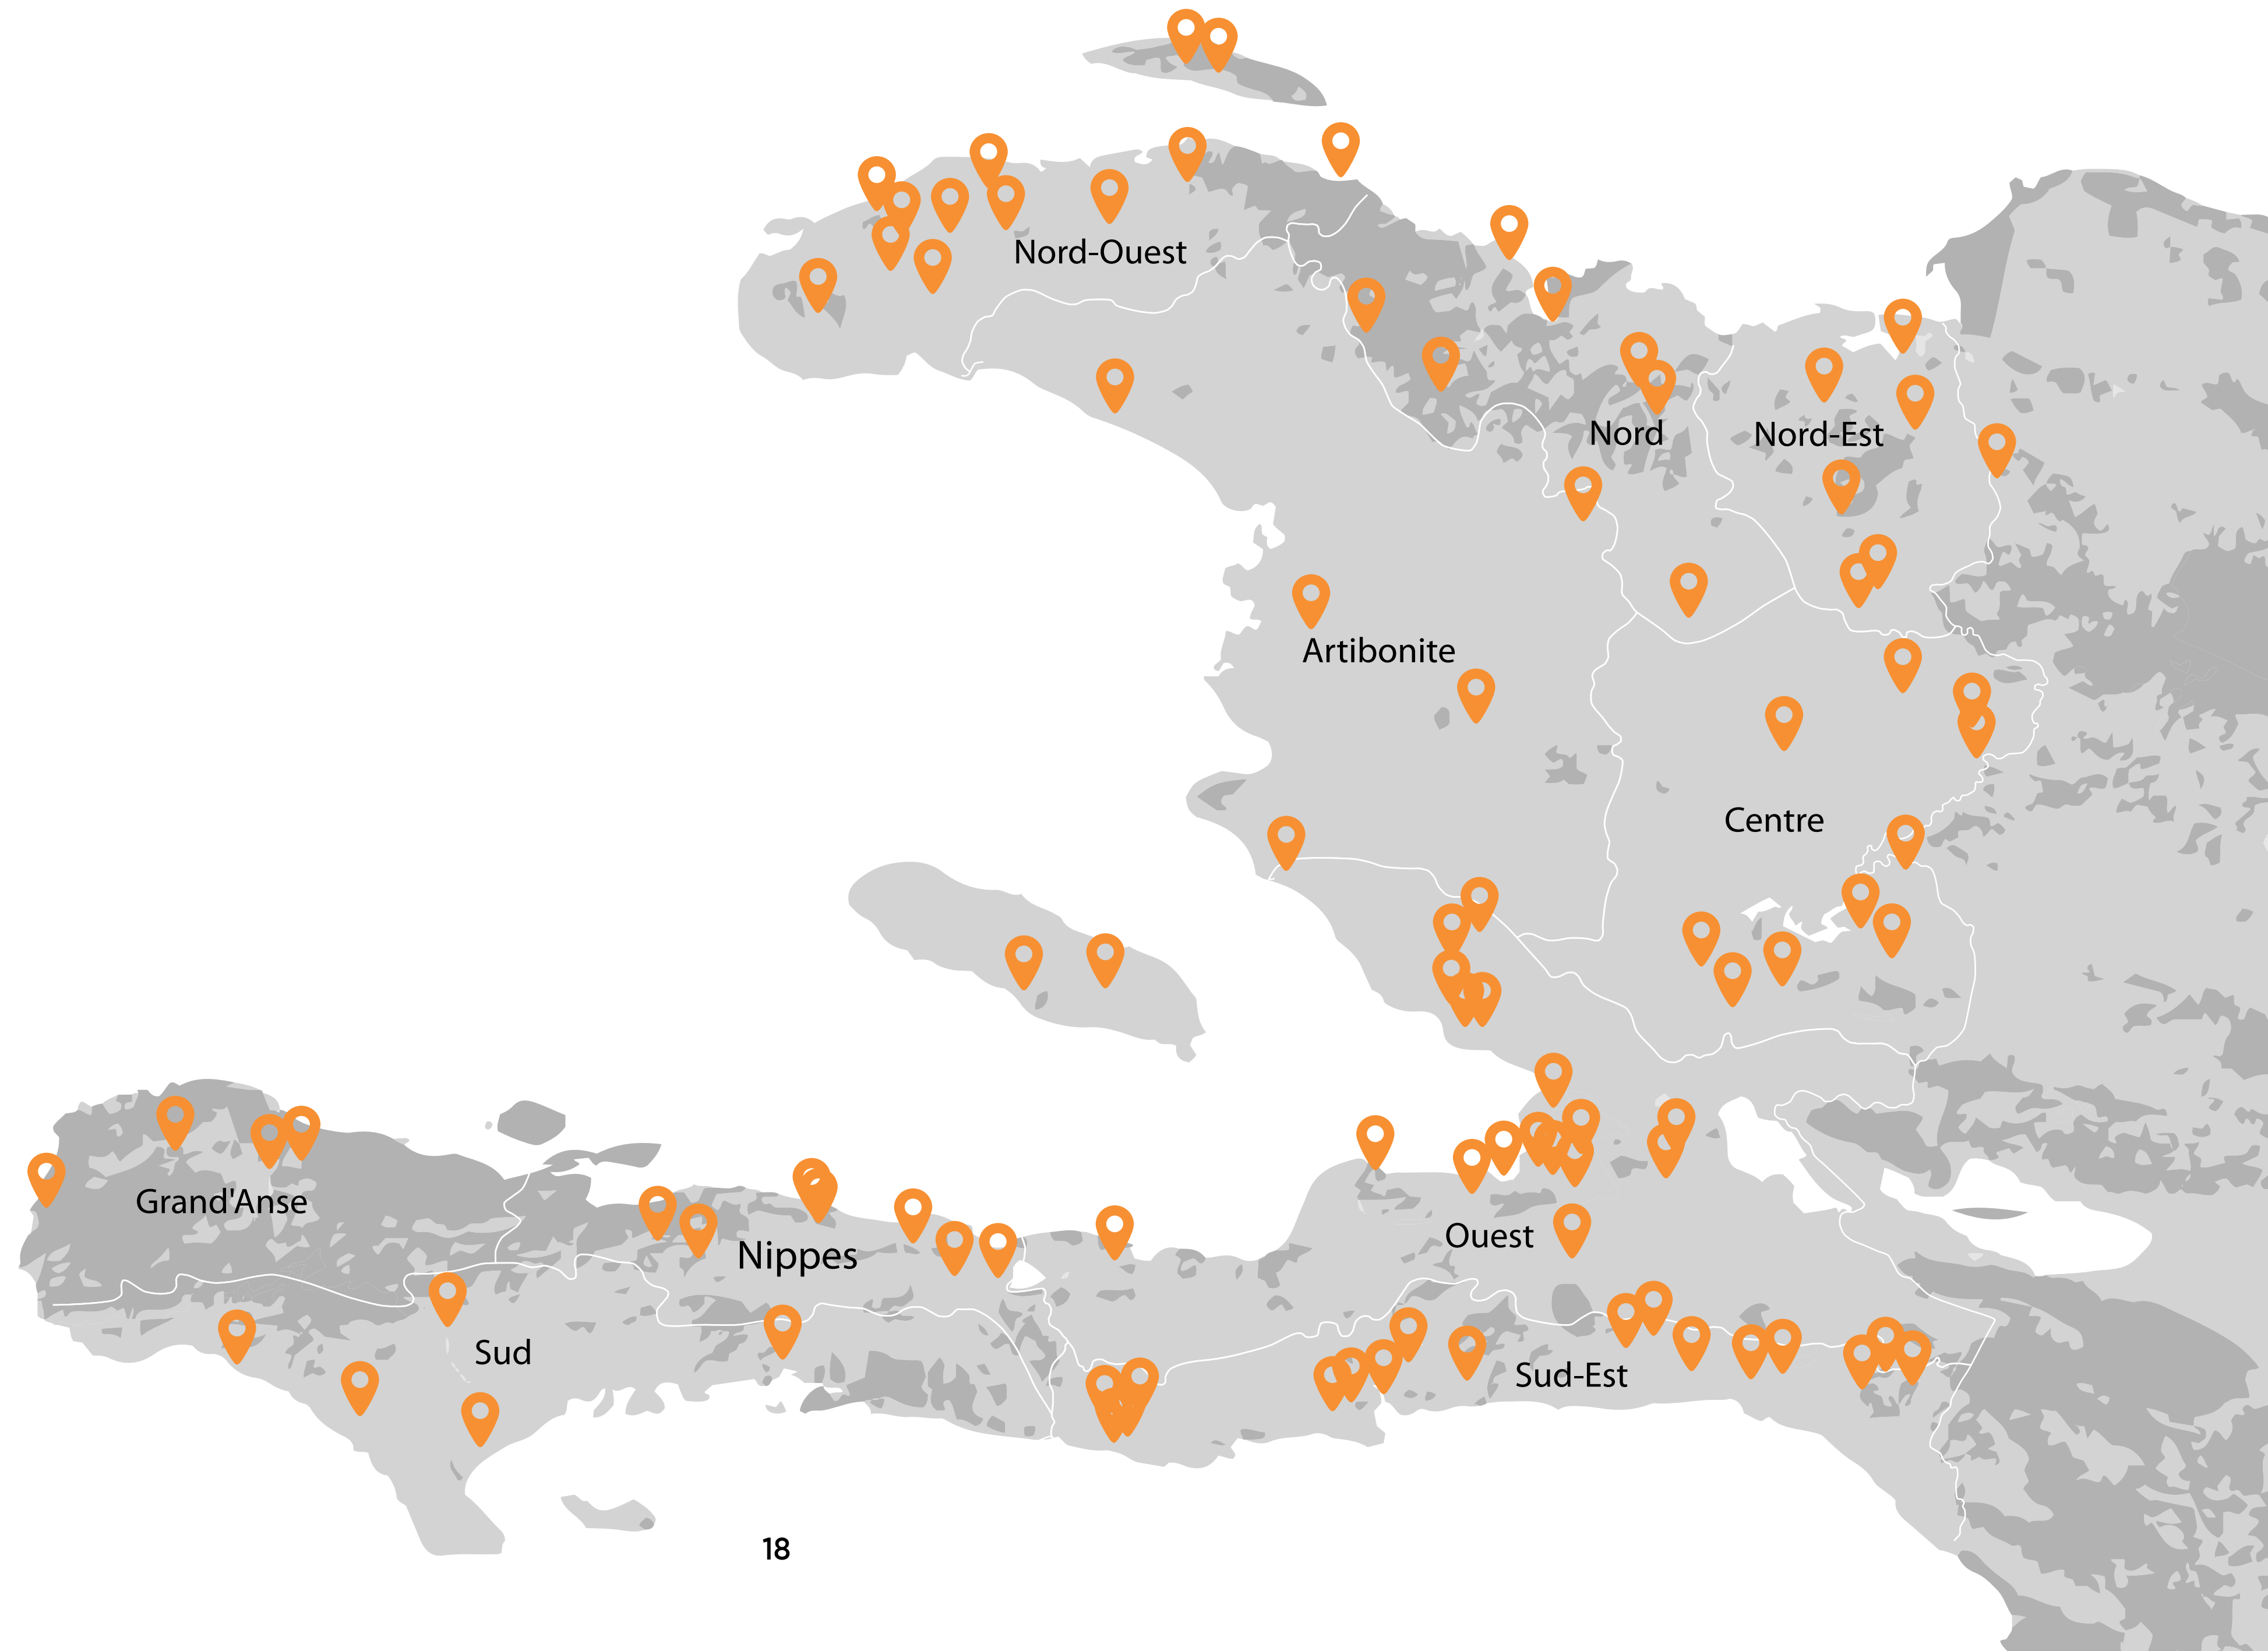 Nord-Ouest
Nord
Nord-Est
Artibonite
Centre
Grand'Anse
Nippes
Ouest
Sud
Sud-Est
18